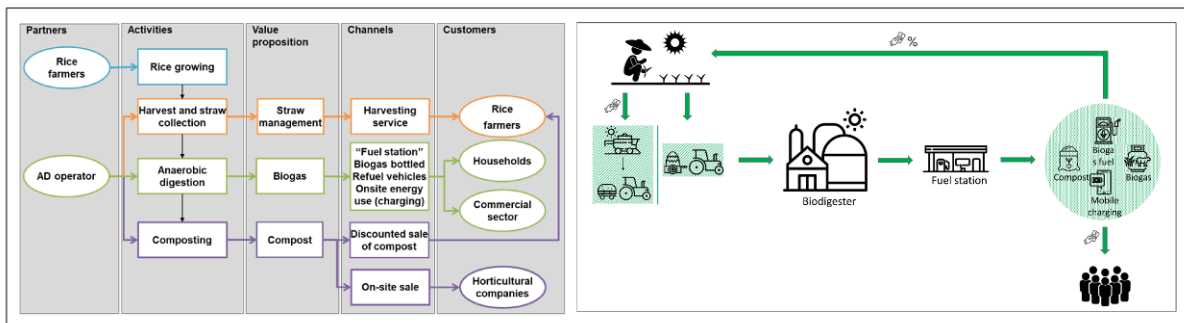 Partners
Activities
Value
proposition
Channels
Customers
Rice
farmers
Rice growing
Harvest and straw
collection
Straw
management
Harvesting
service
Rice
farmers
AD operator
Anaerobic
digestion
Biogas
“Fuel station”
Biogas bottled
Refuel vehicles
Onsite energy
use (charging)
Households
Commercial
sector
Composting
Compost
Discounted sale
of compost
On-site sale
Horticultural
companies
%
Biodigester
Fuel station
Bioga
s fuel
Compost
Biogas
Mobile
charging